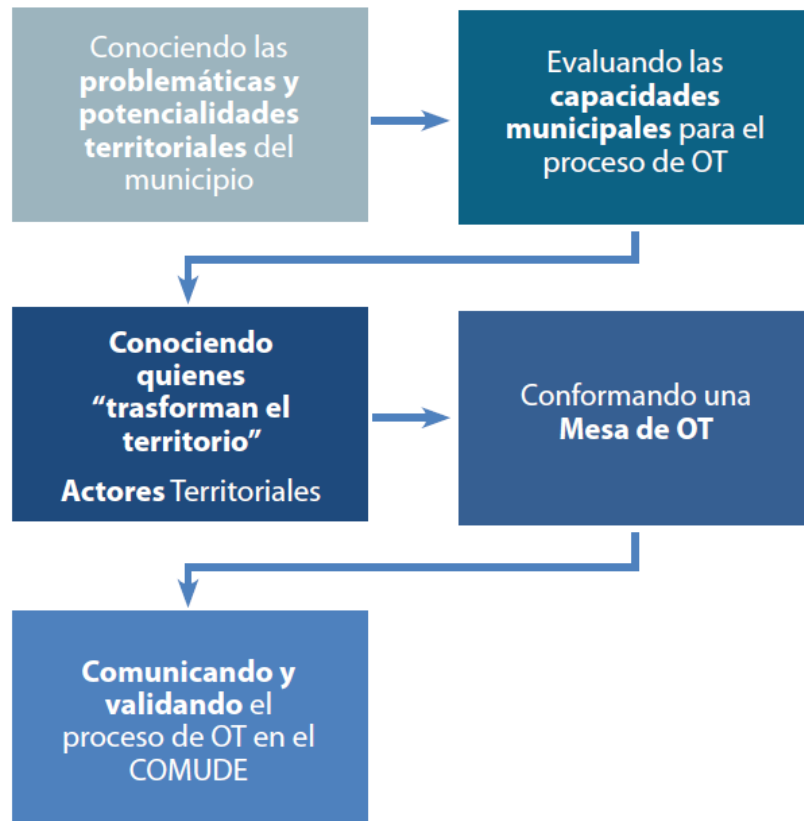 Conociendo las
problemáticas y
potencialidades
territoriales del
municipio
Evaluando las
capacidades
municipales para el
proceso de OT
Conociendo
quienes
“trasforman el
territorio”
Actores Territoriales
Conformando una
Mesa de OT
Comunicando y
validando el
proceso de OT en el
COMUDE